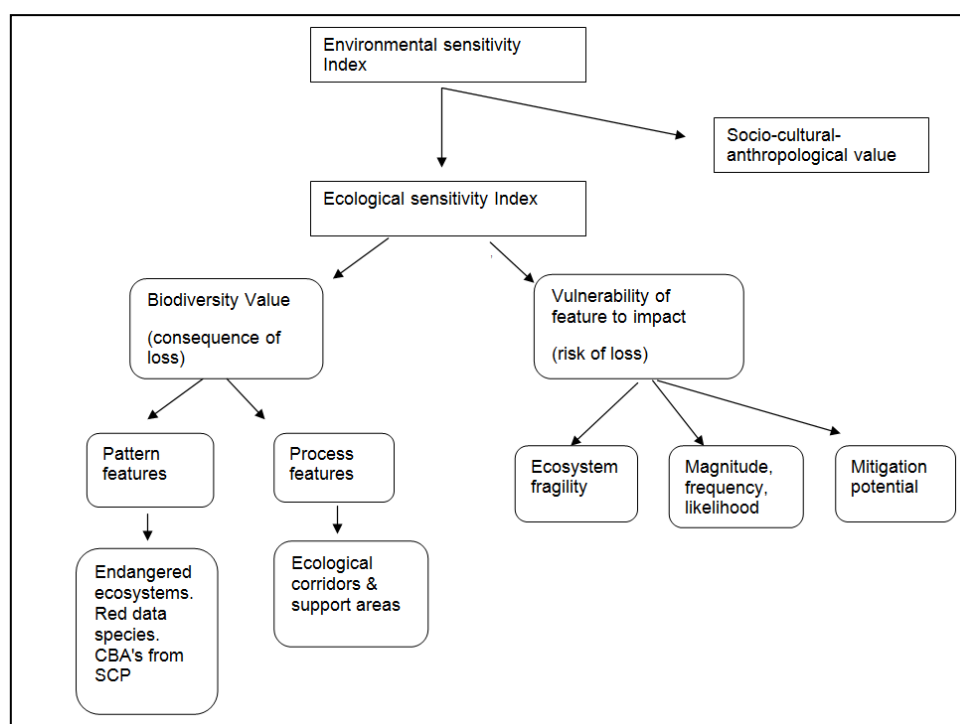 Environmental sensitivity
Index
Socio-cultural-
anthropological value
Ecological sensitivity Index
Biodiversity Value
(consequence of
loss)
Vulnerability of
feature to impact
(risk of loss)
Pattern
features
Process
features
Ecosystem
fragility
Magnitude,
frequency,
likelihood
Mitigation
potential
Endangered
ecosystems.
Red data
species.
CBA's from
SCP
Ecological
corridors &
support areas